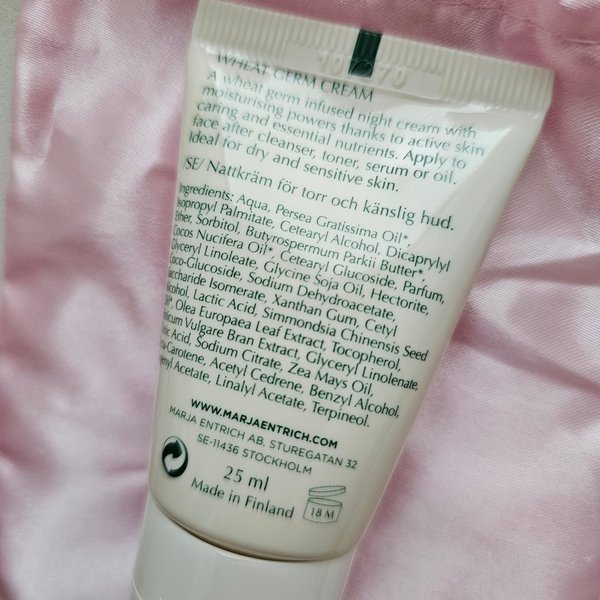 WHEAT GERM CREAM
A wheat germ infused night cream with
moisturising powers thanks to active skin
caring and essential nutrients. Apply to
face after cleanser, toner, serum or oil.
Ideal for dry and sensitive skin.
/SE/ Nattkräm för torr och känslig hud.
Ingredients: Aqua, Persea Gratissima Oil*,
Isopropyl Palmitate, Cetearyl Alcohol, Dicaprylyl
Ether, Sorbitol, Butyrospermum Parkii Butter*,
Cocos Nucifera Oil*, Cetearyl Glucoside, Parfum,
Glyceryl Linoleate, Glycine Soja Oil, Hectorite,
Coco-Glucoside, Sodium Dehydroacetate,
Saccharide Isomerate, Xanthan Gum, Cetyl
Alcohol, Lactic Acid, Simmondsia Chinensis Seed
Olea Europaea Leaf Extract, Tocopherol,
Vulgare Bran Extract, Glyceryl Linolenate,
Acid, Sodium Citrate, Zea Mays Oil,
-Carotene, Acetyl Cedrene, Benzyl Alcohol,
Acetate, Linalyl Acetate, Terpineol.
WWW.MARJAENTRICH.COM
MARJA ENTRICH AB. STUREGATAN 32
SE-11436 STOCKHOLM
25 ml
Made in Finland
18 M